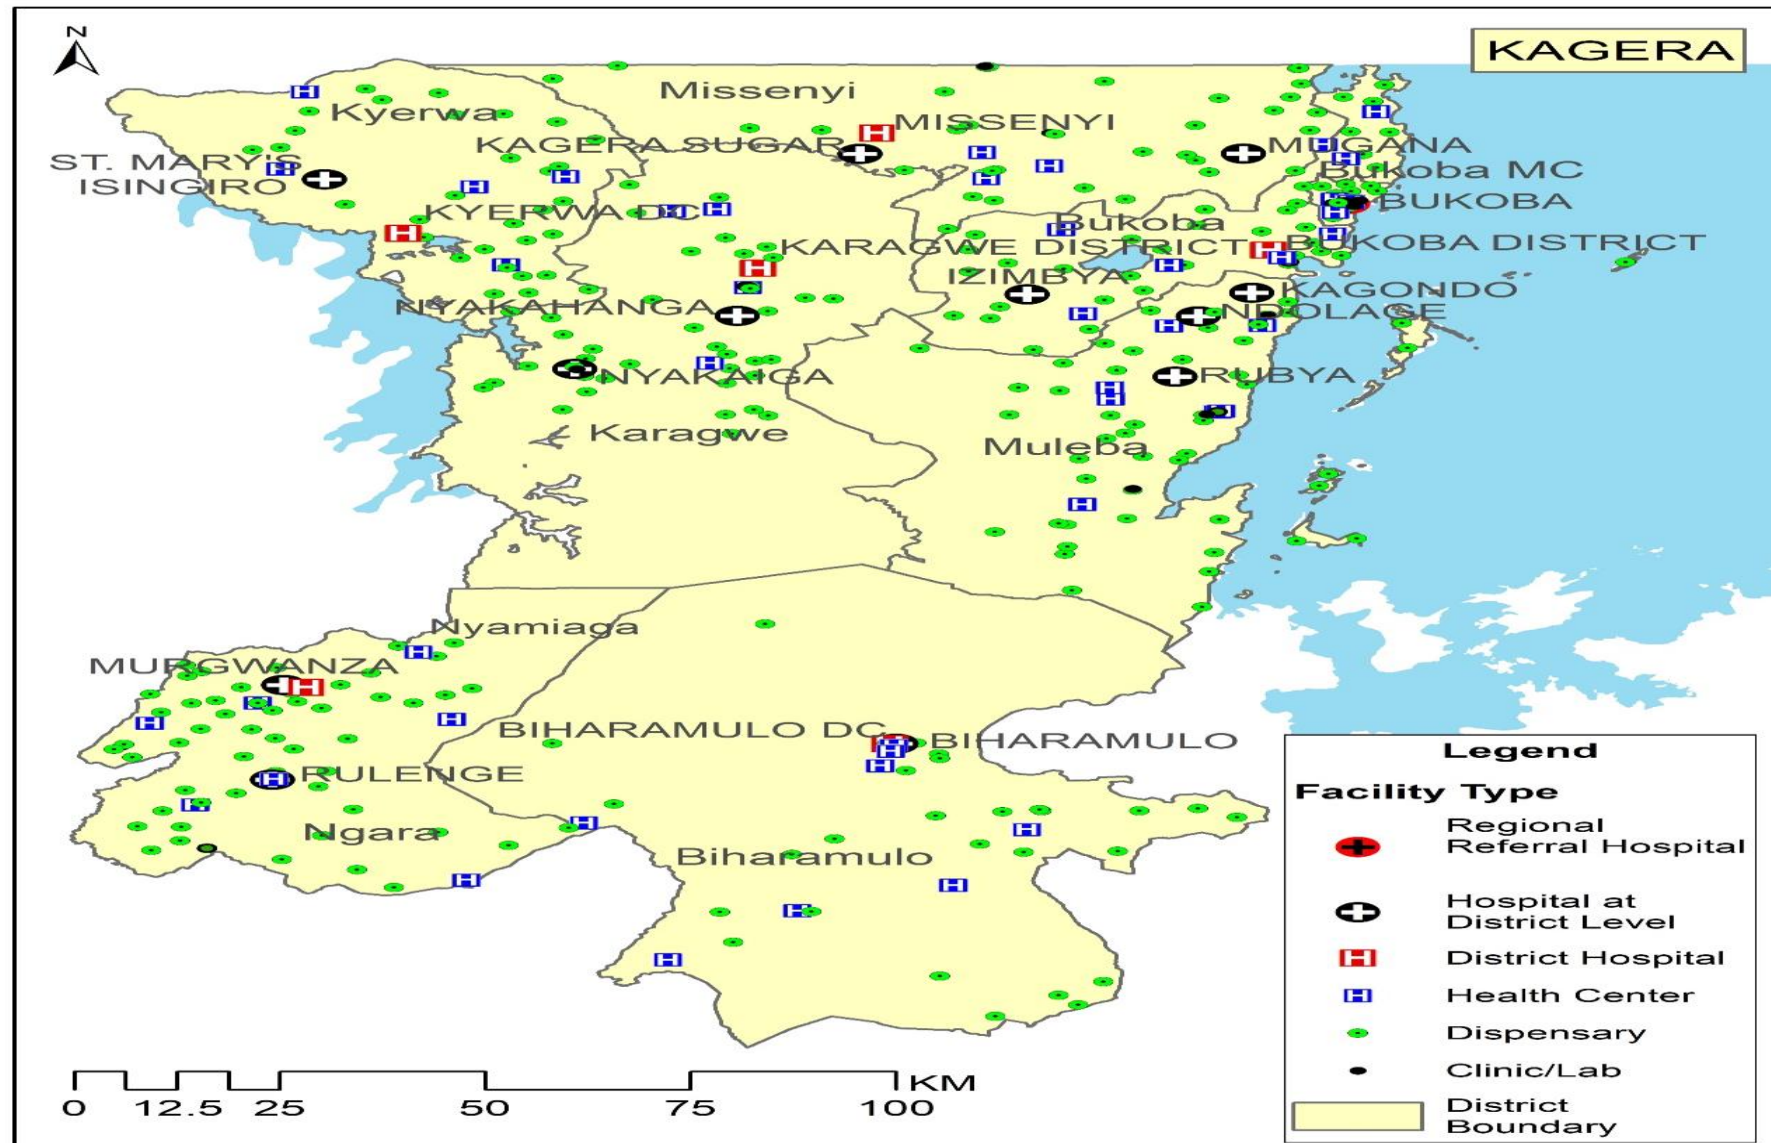 N
KAGERA
Missenyi
Kyerwa
MISSENYI
KAGERA SUGAR
MUGANA
ST. MARY'S
ISINGIRO
Bukoba MC
BUKOBA
KYERWA DC
Bukoba
KARAGWE DISTRICT
BUKOBA DISTRICT
IZIMBYA
KAGONDO
NYAKAHANGA
NDOLAGE
NYAKAIGA
RUBYA
Karagwe
Muleba
Nyamiaga
MURGWANZA
BIHARAMULO DC
BIHARAMULO
RULENGE
Ngara
Biharamulo
Legend
Facility Type
Regional
Referral Hospital
Hospital at
District Level
H District Hospital
H Health Center
Dispensary
Clinic/Lab
District
Boundary
KM
0 12.5 25 50 75 100